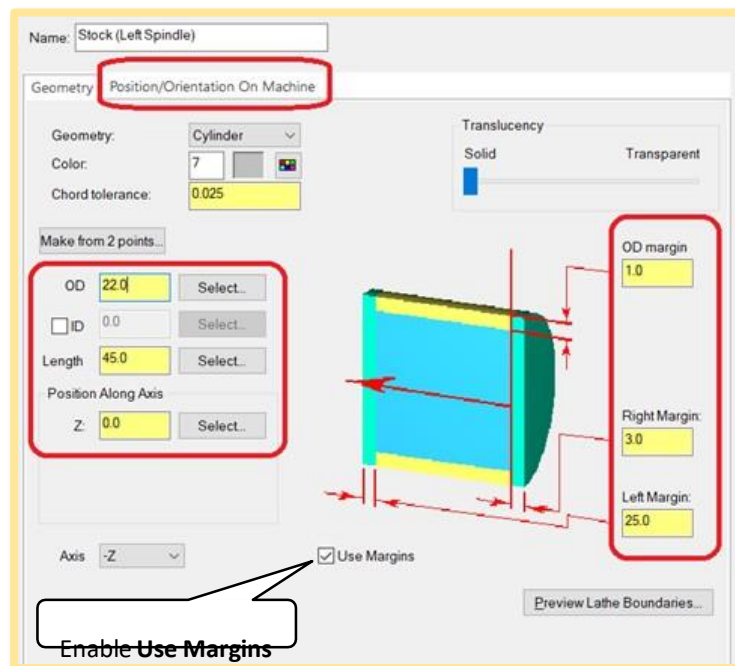 Name: Stock (Left Spindle)
Geometry Position/Orientation On Machine
Geometry: Cylinder
Color: 7
Chord tolerance: 0.025
Translucency
Solid Transparent
Make from 2 points...
OD 22.0 Select...
ID 0.0 Select...
Length 45.0 Select...
Position Along Axis
Z: 0.0 Select...
OD margin
1.0
Right Margin:
3.0
Left Margin:
25.0
Axis -Z
Use Margins
Preview Lathe Boundaries...
Enable Use Margins